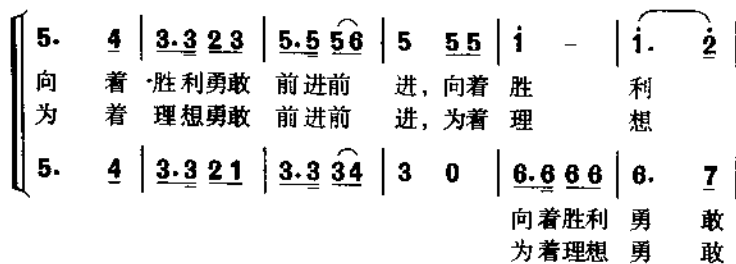 5. 4 | 3.3 2 3 | 5.5 5 6 | 5 5 5 | i - | i. 2 |
向 着 ·胜利勇敢 前进前 进，向着 胜 利
为 着 理想勇敢 前进前 进，为着 理 想
5. 4 | 3.3 2 1 | 3.3 3 4 | 3 0 | 6.6 6 6 | 6. 7 |
向着胜利 勇 敢
为着理想 勇 敢